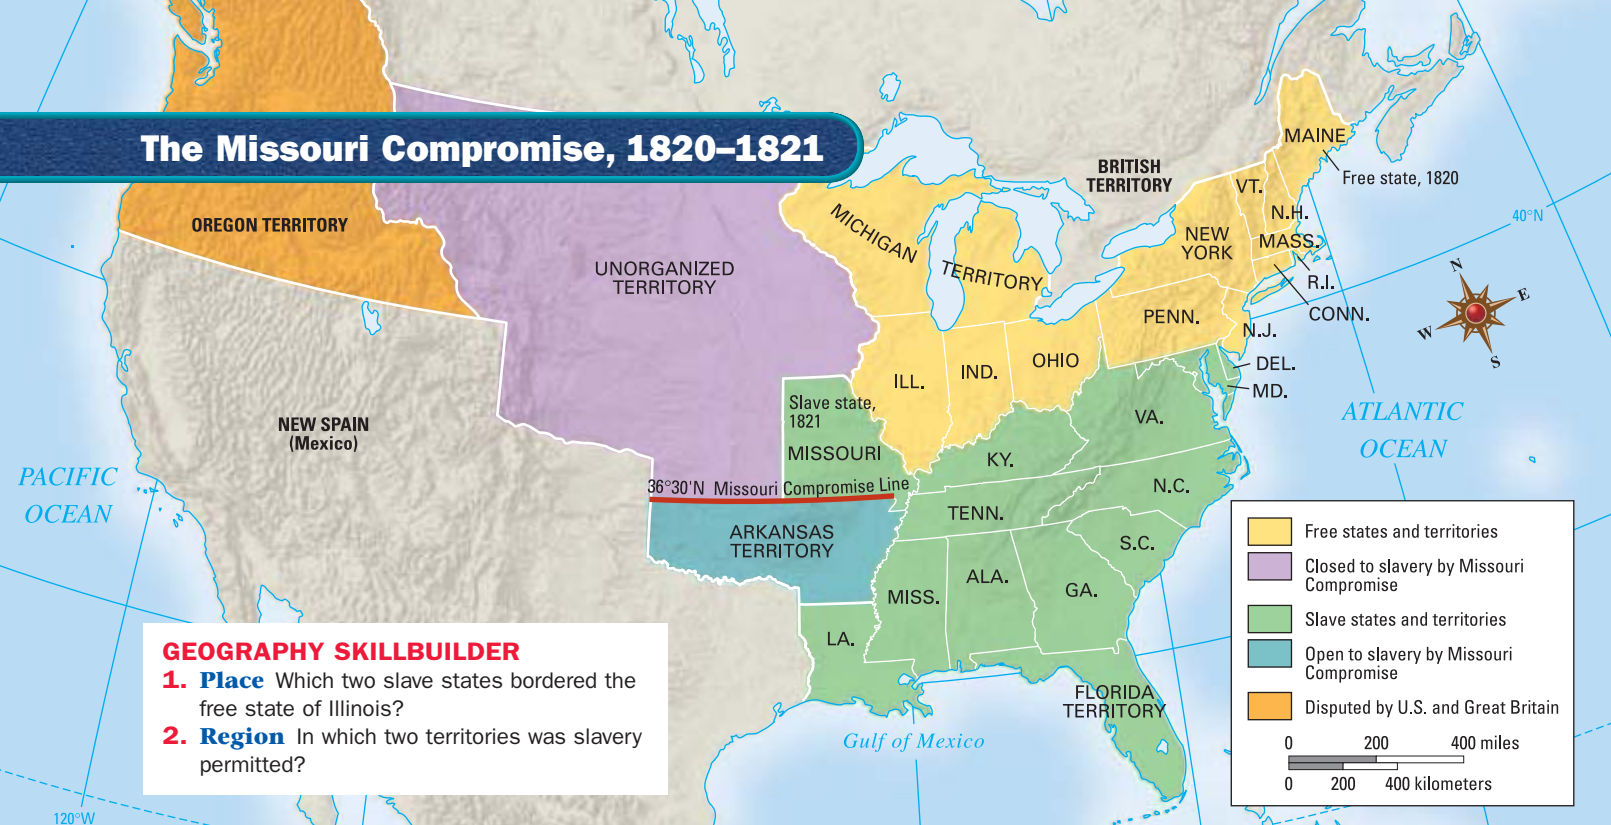 The Missouri Compromise, 1820–1821
OREGON TERRITORY
UNORGANIZED
TERRITORY
MICHIGAN
TERRITORY
BRITISH
TERRITORY
MAINE
Free state, 1820
VT.
N.H.
NEW
YORK
MASS.
R.I.
CONN.
40°N
PENN.
N.J.
DEL.
MD.
N
E
W
S
OHIO
IND.
ILL.
Slave state,
1821
MISSOURI
NEW SPAIN
(Mexico)
PACIFIC
OCEAN
ATLANTIC
OCEAN
VA.
KY.
36°30'N Missouri Compromise Line
N.C.
TENN.
ARKANSAS
TERRITORY
S.C.
ALA.
GA.
MISS.
LA.
FLORIDA
TERRITORY
Gulf of Mexico
120°W
GEOGRAPHY SKILLBUILDER
1. Place Which two slave states bordered the
free state of Illinois?
2. Region In which two territories was slavery
permitted?
Free states and territories
Closed to slavery by Missouri
Compromise
Slave states and territories
Open to slavery by Missouri
Compromise
Disputed by U.S. and Great Britain
0 200 400 miles
0 200 400 kilometers